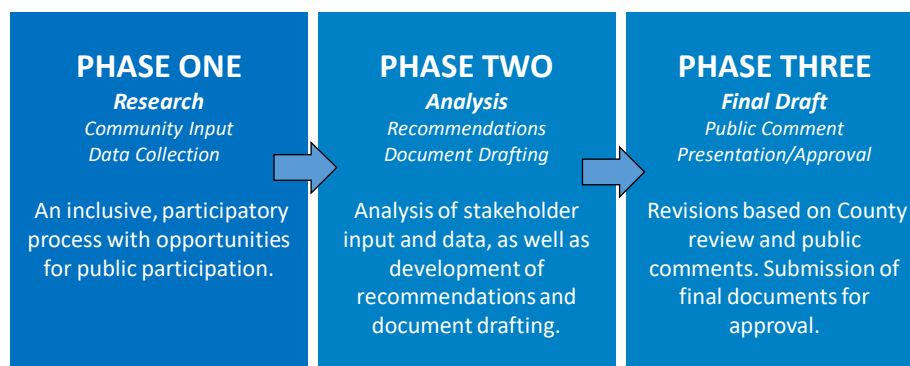 PHASE ONE
Research
Community Input
Data Collection
An inclusive, participatory
process with opportunities
for public participation.
PHASE TWO
Analysis
Recommendations
Document Drafting
Analysis of stakeholder
input and data, as well as
development of
recommendations and
document drafting.
PHASE THREE
Final Draft
Public Comment
Presentation/Approval
Revisions based on County
review and public
comments. Submission of
final documents for
approval.